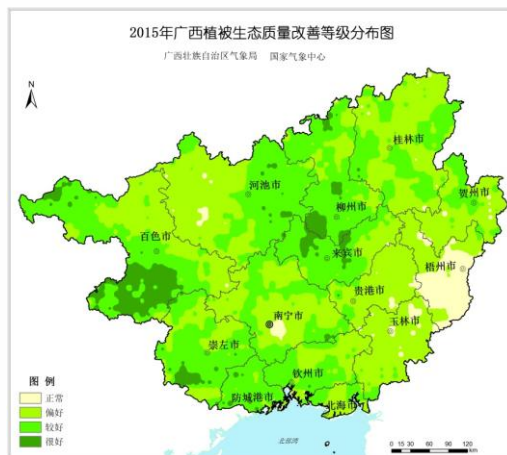 2015年广西植被生态质量改善等级分布图
广西壮族自治区气象局 国家气象中心
N
桂林市
河池市
贺州市
柳州市
百色市
来宾市
梧州市
贵港市
南宁市
玉林市
崇左市
钦州市
防城港市
北海市
图 例
正常
偏好
较好
很好
北部湾
0 15 30 60 90 120
km